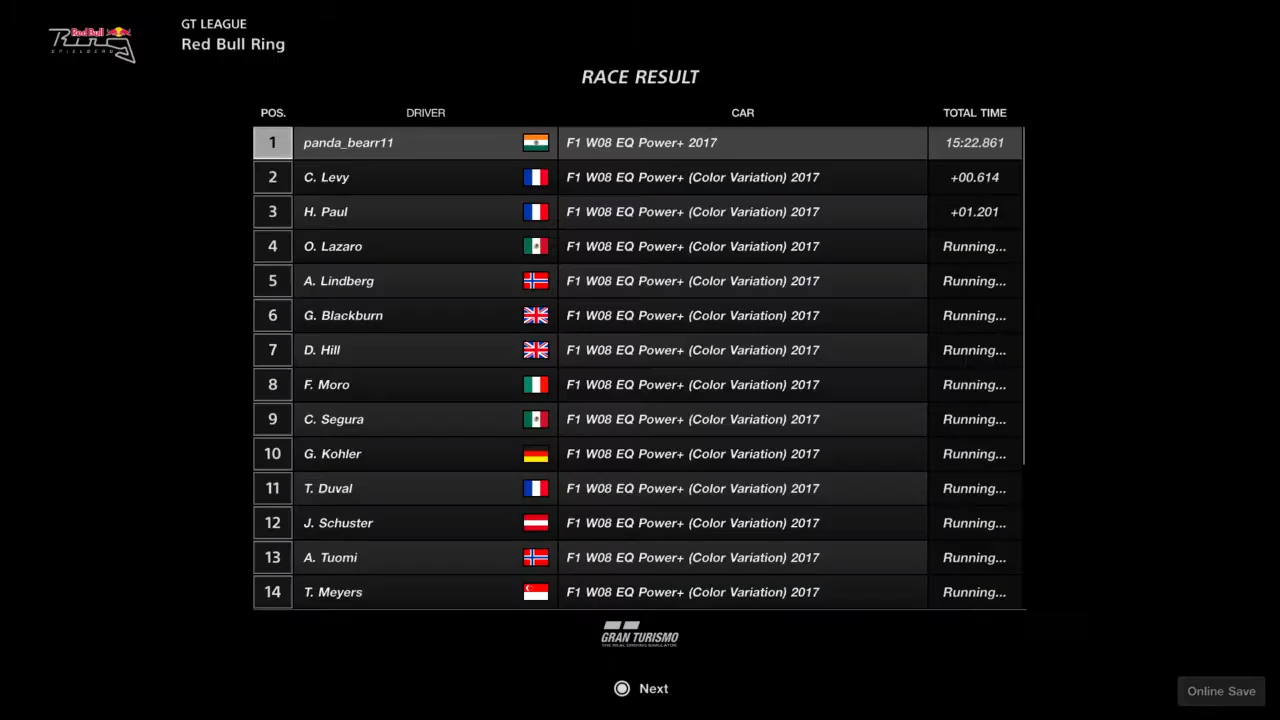 Red Bull
Ring
SPIELBERG
GT LEAGUE
Red Bull Ring
RACE RESULT
POS. DRIVER CAR TOTAL TIME
1 panda_bearr11 F1 W08 EQ Power+ 2017 15:22.861
2 C. Levy F1 W08 EQ Power+ (Color Variation) 2017 +00.614
3 H. Paul F1 W08 EQ Power+ (Color Variation) 2017 +01.201
4 O. Lazaro F1 W08 EQ Power+ (Color Variation) 2017 Running...
5 A. Lindberg F1 W08 EQ Power+ (Color Variation) 2017 Running...
6 G. Blackburn F1 W08 EQ Power+ (Color Variation) 2017 Running...
7 D. Hill F1 W08 EQ Power+ (Color Variation) 2017 Running...
8 F. Moro F1 W08 EQ Power+ (Color Variation) 2017 Running...
9 C. Segura F1 W08 EQ Power+ (Color Variation) 2017 Running...
10 G. Kohler F1 W08 EQ Power+ (Color Variation) 2017 Running...
11 T. Duval F1 W08 EQ Power+ (Color Variation) 2017 Running...
12 J. Schuster F1 W08 EQ Power+ (Color Variation) 2017 Running...
13 A. Tuomi F1 W08 EQ Power+ (Color Variation) 2017 Running...
14 T. Meyers F1 W08 EQ Power+ (Color Variation) 2017 Running...
GRAN TURISMO
THE REAL DRIVING SIMULATOR
Next
Online Save